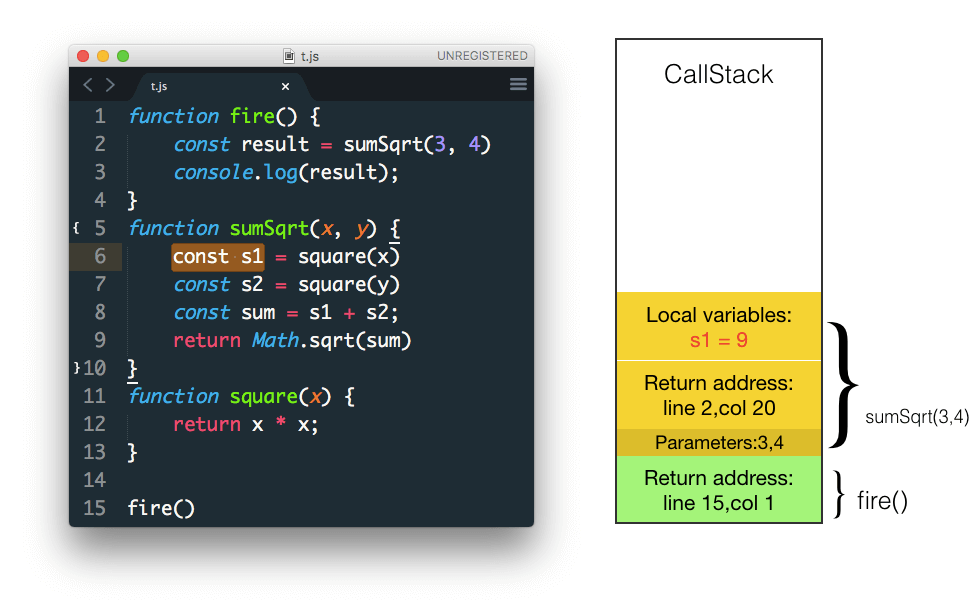 t.js
UNREGISTERED
t.js ×
1 function fire() {
2 const result = sumSqrt(3, 4)
3 console.log(result);
4 }
{ 5 function sumSqrt(x, y) {
6 const s1 = square(x)
7 const s2 = square(y)
8 const sum = s1 + s2;
9 return Math.sqrt(sum)
}10 }
11 function square(x) {
12 return x * x;
13 }
14
15 fire()
CallStack
Local variables:
s1 = 9
Return address:
line 2,col 20
Parameters:3,4
sumSqrt(3,4)
Return address:
line 15,col 1
fire()